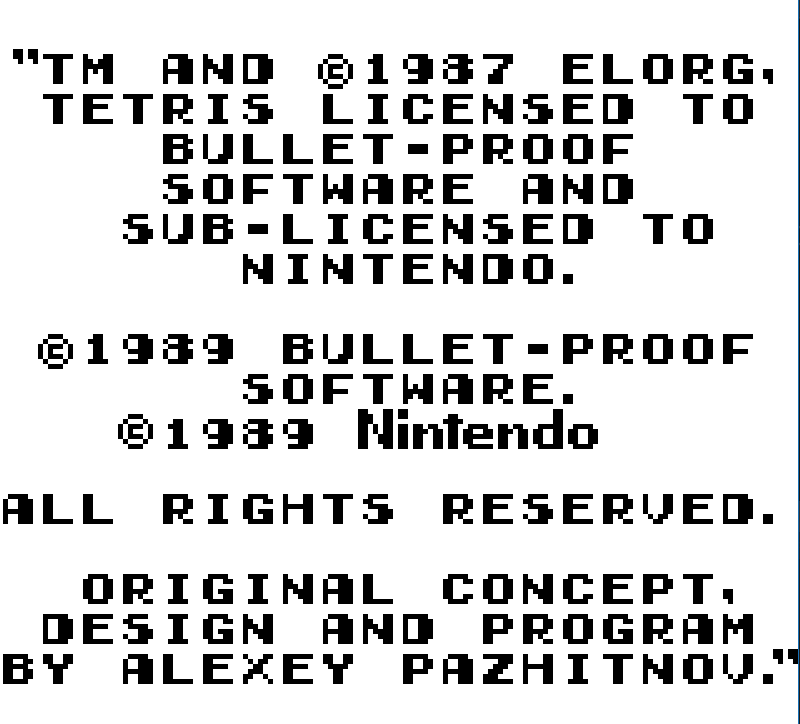 "TM AND ©1987 ELORG,
TETRIS LICENSED TO
BULLET-PROOF
SOFTWARE AND
SUB-LICENSED TO
NINTENDO.
©1989 BULLET-PROOF
SOFTWARE.
©1989 Nintendo
ALL RIGHTS RESERVED.
ORIGINAL CONCEPT,
DESIGN AND PROGRAM
BY ALEXEY PAZHITNOV."